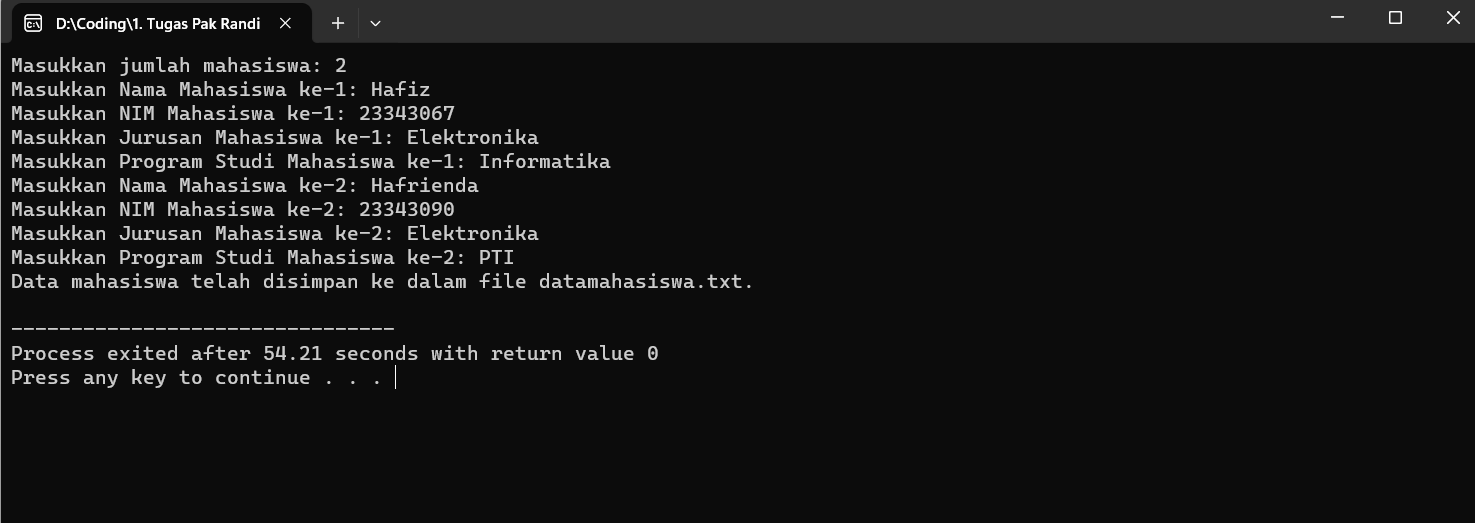 D:\Coding\1. Tugas Pak Randi
Masukkan jumlah mahasiswa: 2
Masukkan Nama Mahasiswa ke-1: Hafiz
Masukkan NIM Mahasiswa ke-1: 23343067
Masukkan Jurusan Mahasiswa ke-1: Elektronika
Masukkan Program Studi Mahasiswa ke-1: Informatika
Masukkan Nama Mahasiswa ke-2: Hafrienda
Masukkan NIM Mahasiswa ke-2: 23343090
Masukkan Jurusan Mahasiswa ke-2: Elektronika
Masukkan Program Studi Mahasiswa ke-2: PTI
Data mahasiswa telah disimpan ke dalam file datamahasiswa.txt.
--------------------------------
Process exited after 54.21 seconds with return value 0
Press any key to continue . . .